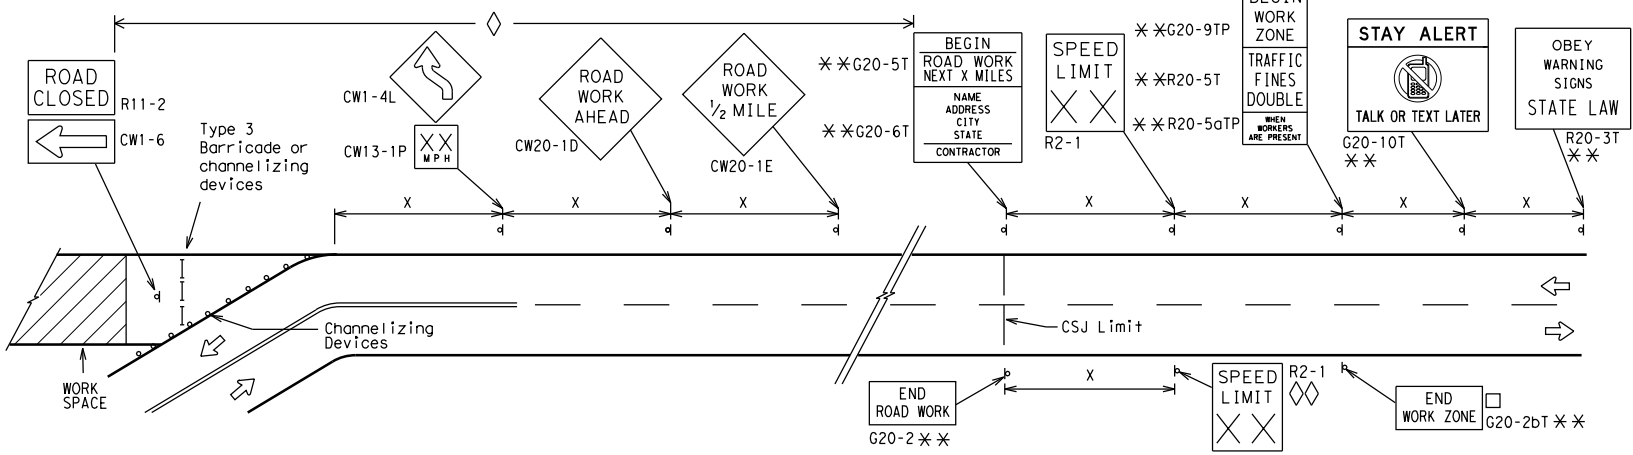 ROAD
CLOSED
R11-2
CW1-6
Type 3
Barricade or
channelizing
devices
CW1-4L
CW13-1P
XX
MPH
ROAD
WORK
AHEAD
CW20-1D
ROAD
WORK
1/2 MILE
CW20-1E
**G20-5T
**G20-6T
BEGIN
ROAD WORK
NEXT X MILES
NAME
ADDRESS
CITY
STATE
CONTRACTOR
SPEED
LIMIT
XX
R2-1
**G20-9TP
**R20-5T
**R20-5aTP
BEGIN
WORK
ZONE
TRAFFIC
FINES
DOUBLE
WHEN
WORKERS
ARE PRESENT
STAY ALERT
TALK OR TEXT LATER
G20-10T
**
OBEY
WARNING
SIGNS
STATE LAW
R20-3T
**
X
X
X
X
X
X
X
Channelizing
Devices
WORK
SPACE
CSJ Limit
X
END
ROAD WORK
G20-2**
SPEED
LIMIT
XX
R2-1
END
WORK ZONE
G20-2bT**